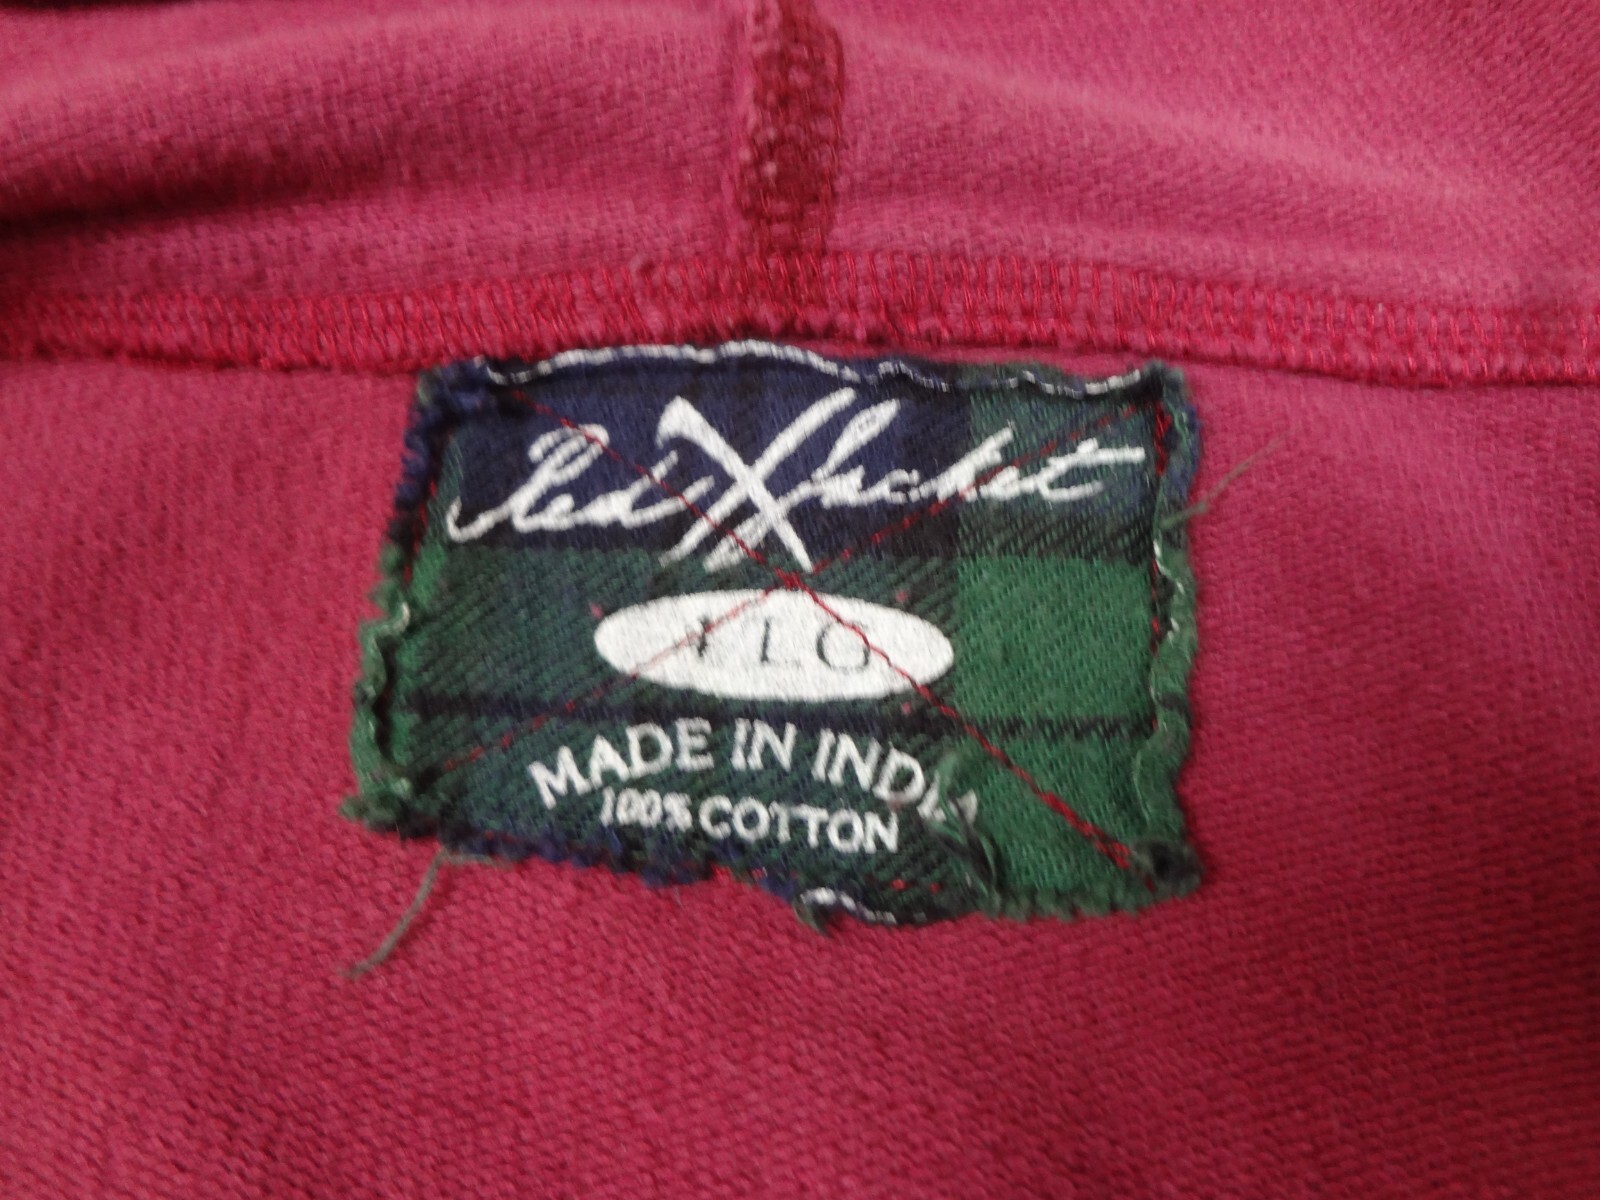 Red Jacket
XLG
MADE IN INDIA
100% COTTON